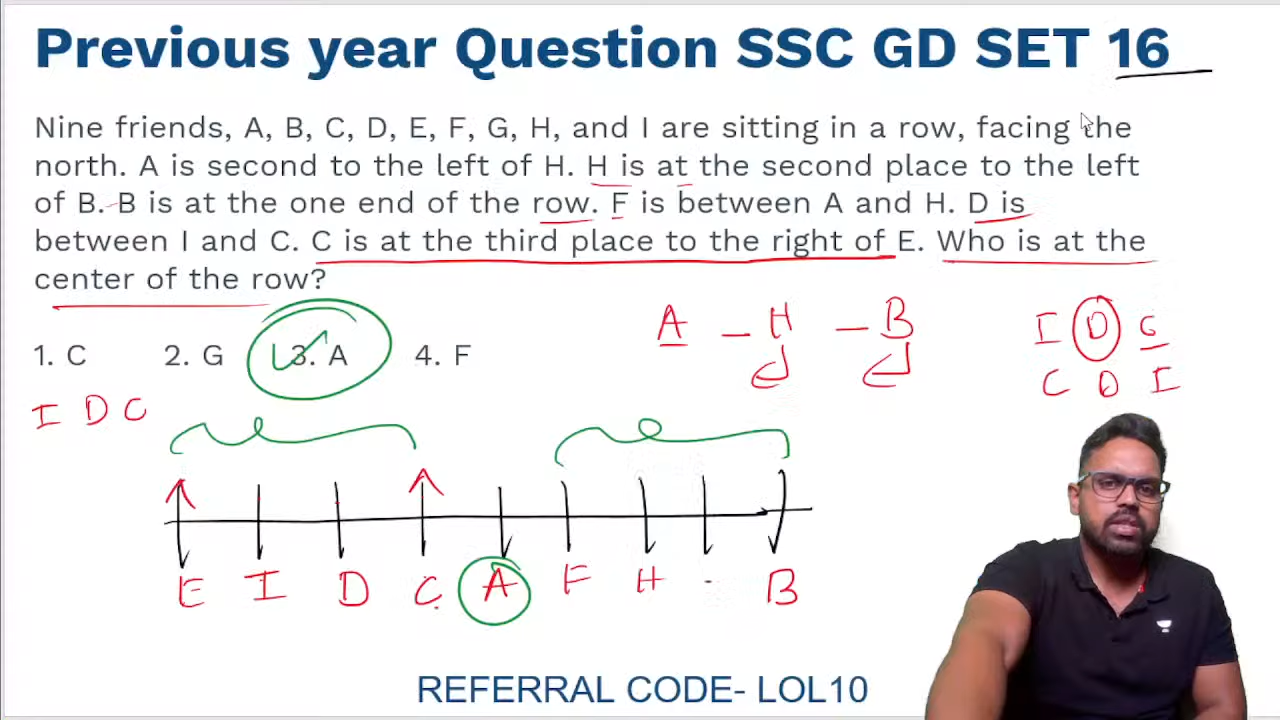 Previous year Question SSC GD SET 16
Nine friends, A, B, C, D, E, F, G, H, and I are sitting in a row, facing the
north. A is second to the left of H. H is at the second place to the left
of B. B is at the one end of the row. F is between A and H. D is
between I and C. C is at the third place to the right of E. Who is at the
center of the row?
A – H – B
I D C
1. C 2. G 3. A 4. F
C D I
I D C
E I D C A F H . B
REFERRAL CODE- LOL10